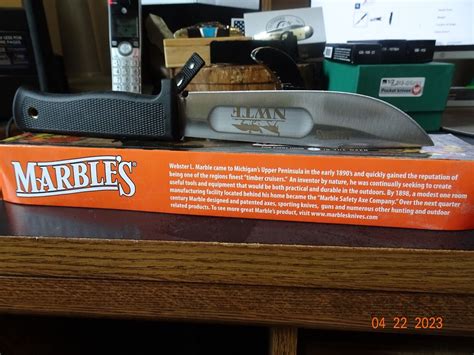 NWTF
MARBLE'S
Webster L. Marble came to Michigan's Upper Peninsula in the early 1890's and quickly gained the reputation of
being one of the regions finest "timber cruisers." An inventor by nature, he was continually seeking to create
useful tools and equipment that would be both practical and durable in the outdoors. By 1898, a modest one room
manufacturing facility located behind his home became the "Marble Safety Axe Company." Over the next quarter
century Marble designed and patented axes, sporting knives, guns and numerous other hunting and outdoor
related products. To see more great Marble's product, visit www.marblesknives.com
Pocket knives
04 22 2023